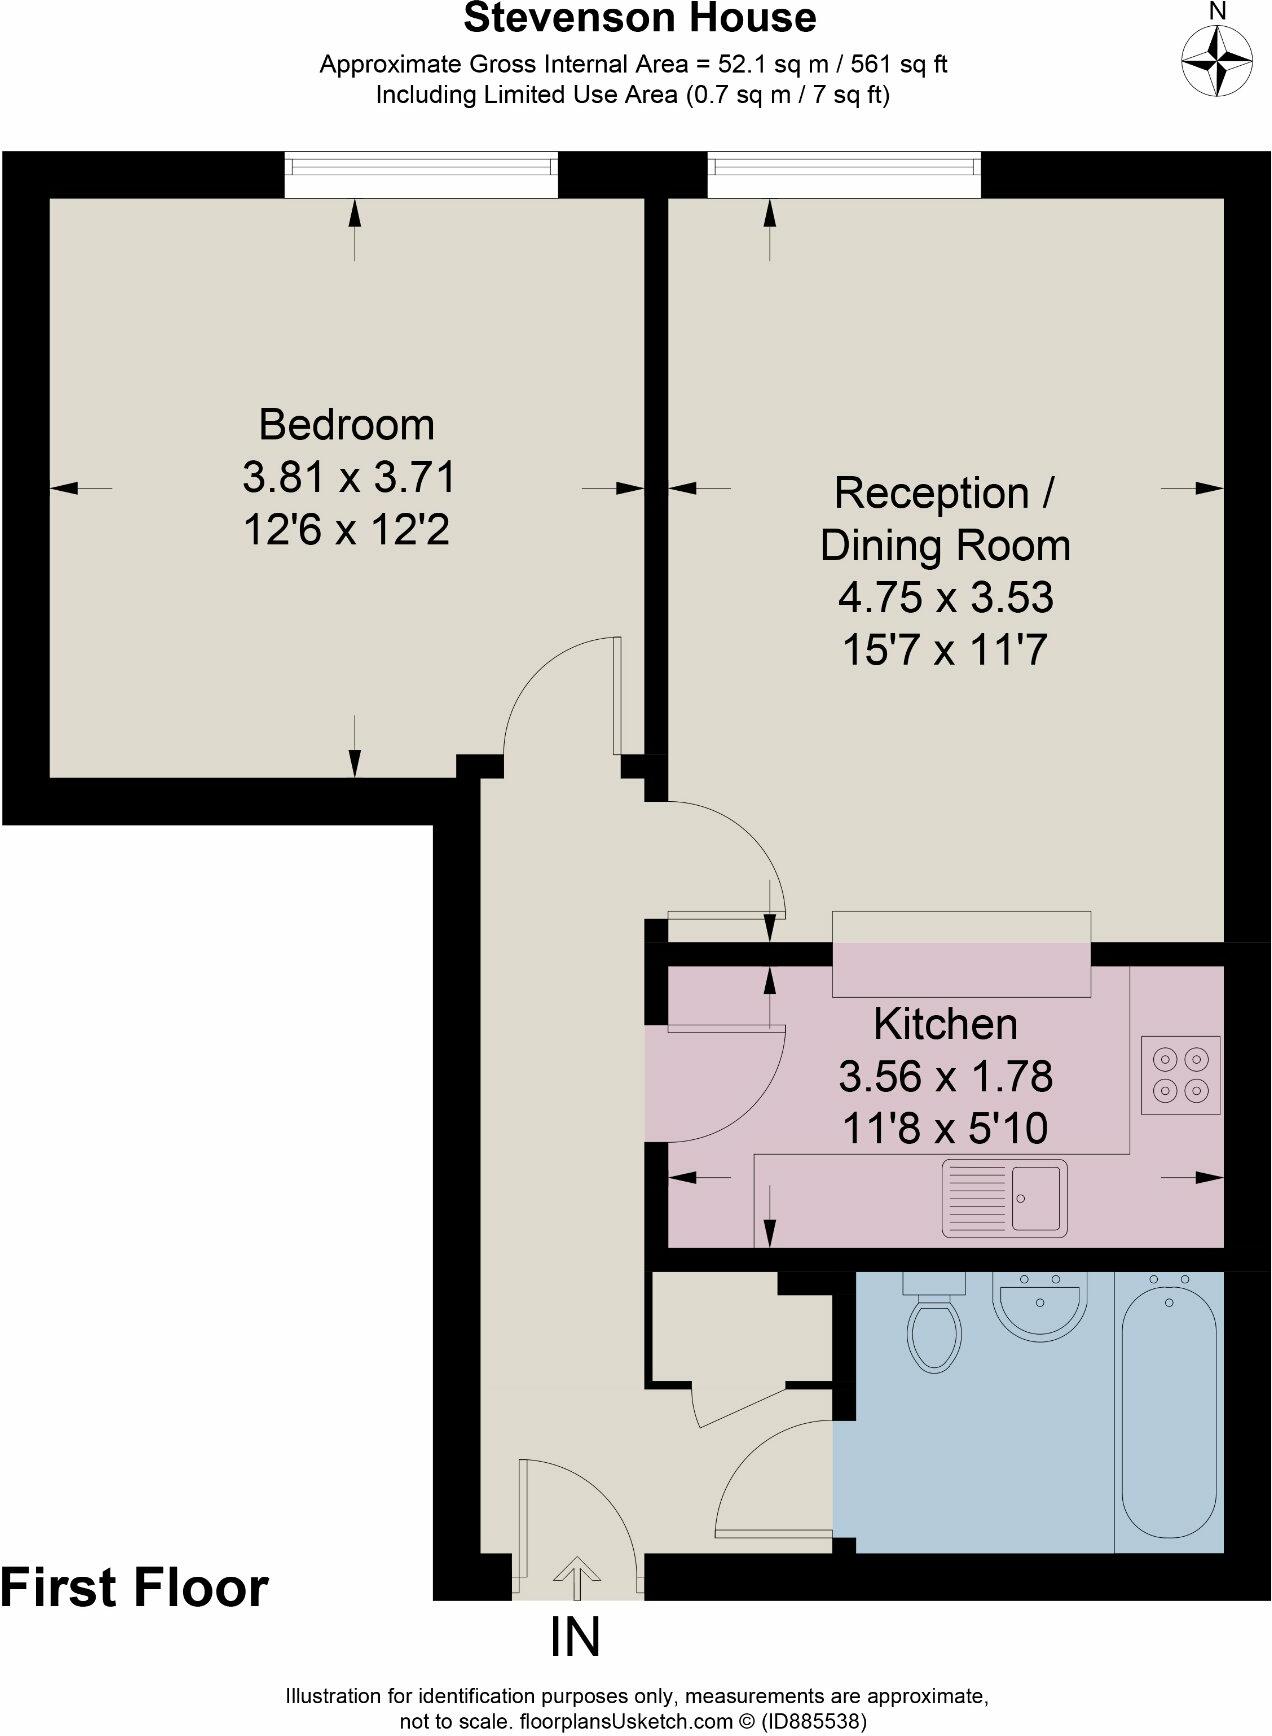 Stevenson House
Approximate Gross Internal Area = 52.1 sq m / 561 sq ft
Including Limited Use Area (0.7 sq m / 7 sq ft)
N
Bedroom
3.81 x 3.71
12'6 x 12'2
Reception /
Dining Room
4.75 x 3.53
15'7 x 11'7
Kitchen
3.56 x 1.78
11'8 x 5'10
First Floor
IN
Illustration for identification purposes only, measurements are approximate,
not to scale. floorplansUsketch.com © (ID885538)